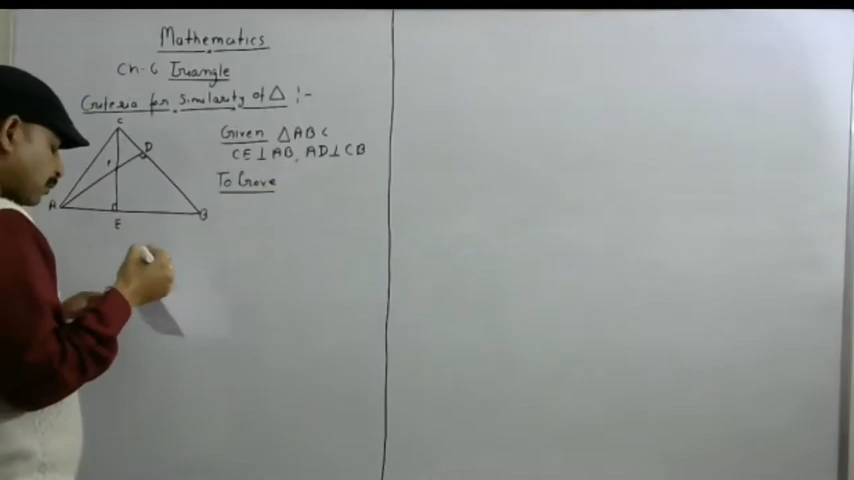 Mathematics
Ch-6 Triangle
Criteria for Similarity of △ :-
C
D
P
A
E
B
Given △ABC
CE⊥AB, AD⊥CB
To Prove